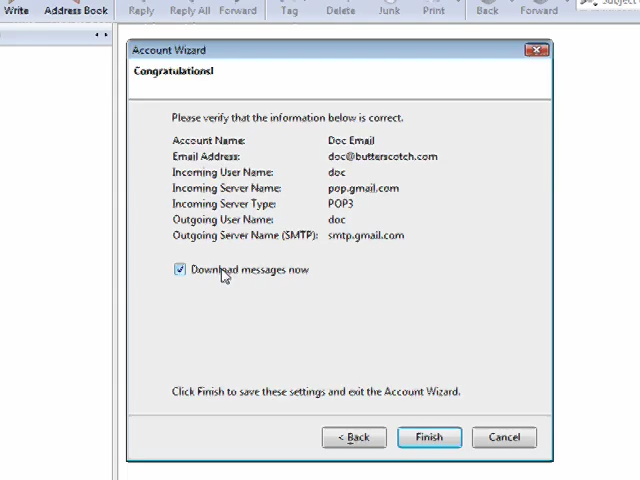 Write Address Book Reply Reply All Forward Tag Delete Junk Print Back Forward Subject
Account Wizard
Congratulations!
Please verify that the information below is correct.
Account Name: Doc Email
Email Address: doc@butterscotch.com
Incoming User Name: doc
Incoming Server Name: pop.gmail.com
Incoming Server Type: POP3
Outgoing User Name: doc
Outgoing Server Name (SMTP): smtp.gmail.com
Download messages now
Click Finish to save these settings and exit the Account Wizard.
< Back Finish Cancel